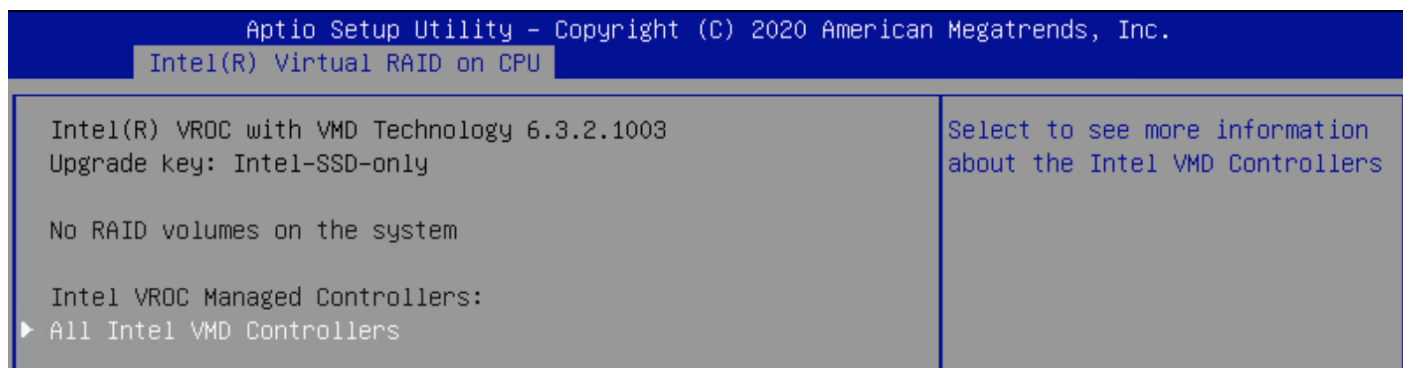 Aptio Setup Utility – Copyright (C) 2020 American Megatrends, Inc.
Intel(R) Virtual RAID on CPU
Intel(R) VROC with VMD Technology 6.3.2.1003
Upgrade key: Intel-SSD-only
No RAID volumes on the system
Intel VROC Managed Controllers:
▶ All Intel VMD Controllers
Select to see more information
about the Intel VMD Controllers